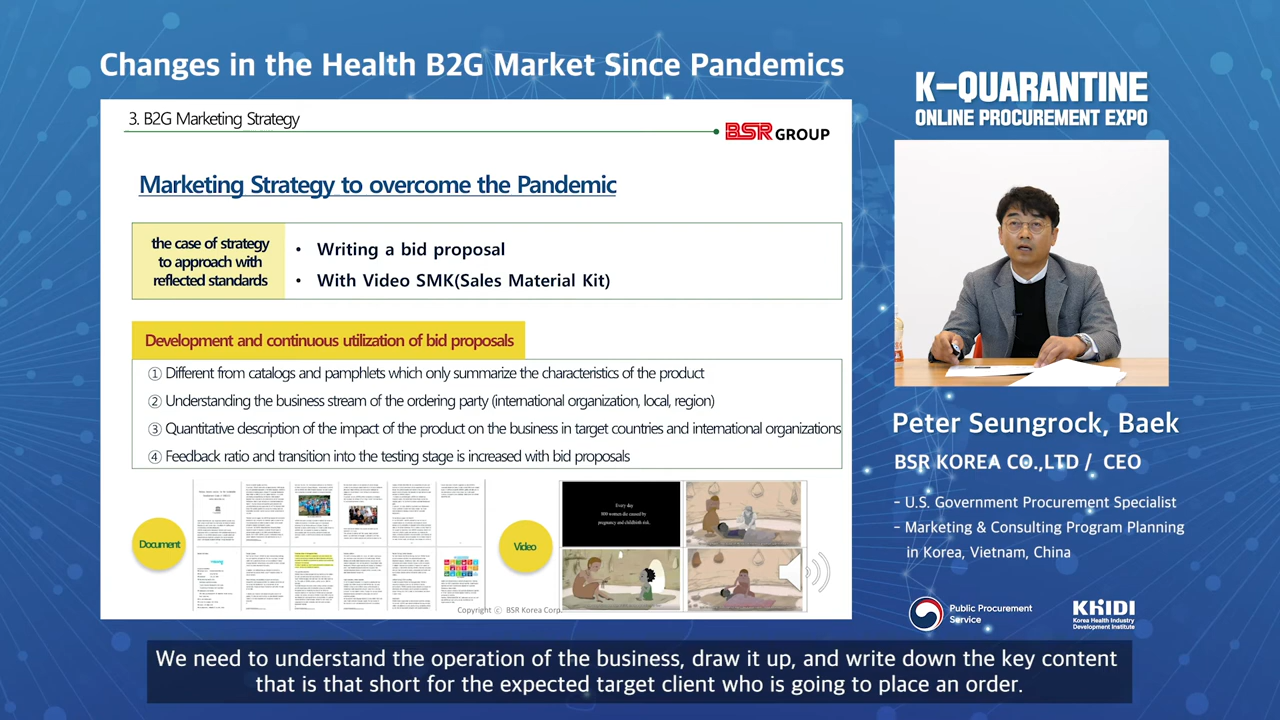 Changes in the Health B2G Market Since Pandemics
3. B2G Marketing Strategy
BSR GROUP
Marketing Strategy to overcome the Pandemic
the case of strategy
to approach with
reflected standards
• Writing a bid proposal
• With Video SMK(Sales Material Kit)
Development and continuous utilization of bid proposals
① Different from catalogs and pamphlets which only summarize the characteristics of the product
② Understanding the business stream of the ordering party (international organization, local, region)
③ Quantitative description of the impact of the product on the business in target countries and international organizations
④ Feedback ratio and transition into the testing stage is increased with bid proposals
Document
Video
Every day
800 women die caused by
pregnancy and childbirth risk.
Copyright ⓒ BSR Korea Corp.
K-QUARANTINE
ONLINE PROCUREMENT EXPO
Peter Seungrock, Baek
BSR KOREA CO.,LTD / CEO
- U.S. Government Procurement Specialist
- Marketing & Consulting Program Planning
in Korea, Vietnam, China
Public Procurement
Service
KHIDI
Korea Health Industry
Development Institute
We need to understand the operation of the business, draw it up, and write down the key content
that is that short for the expected target client who is going to place an order.